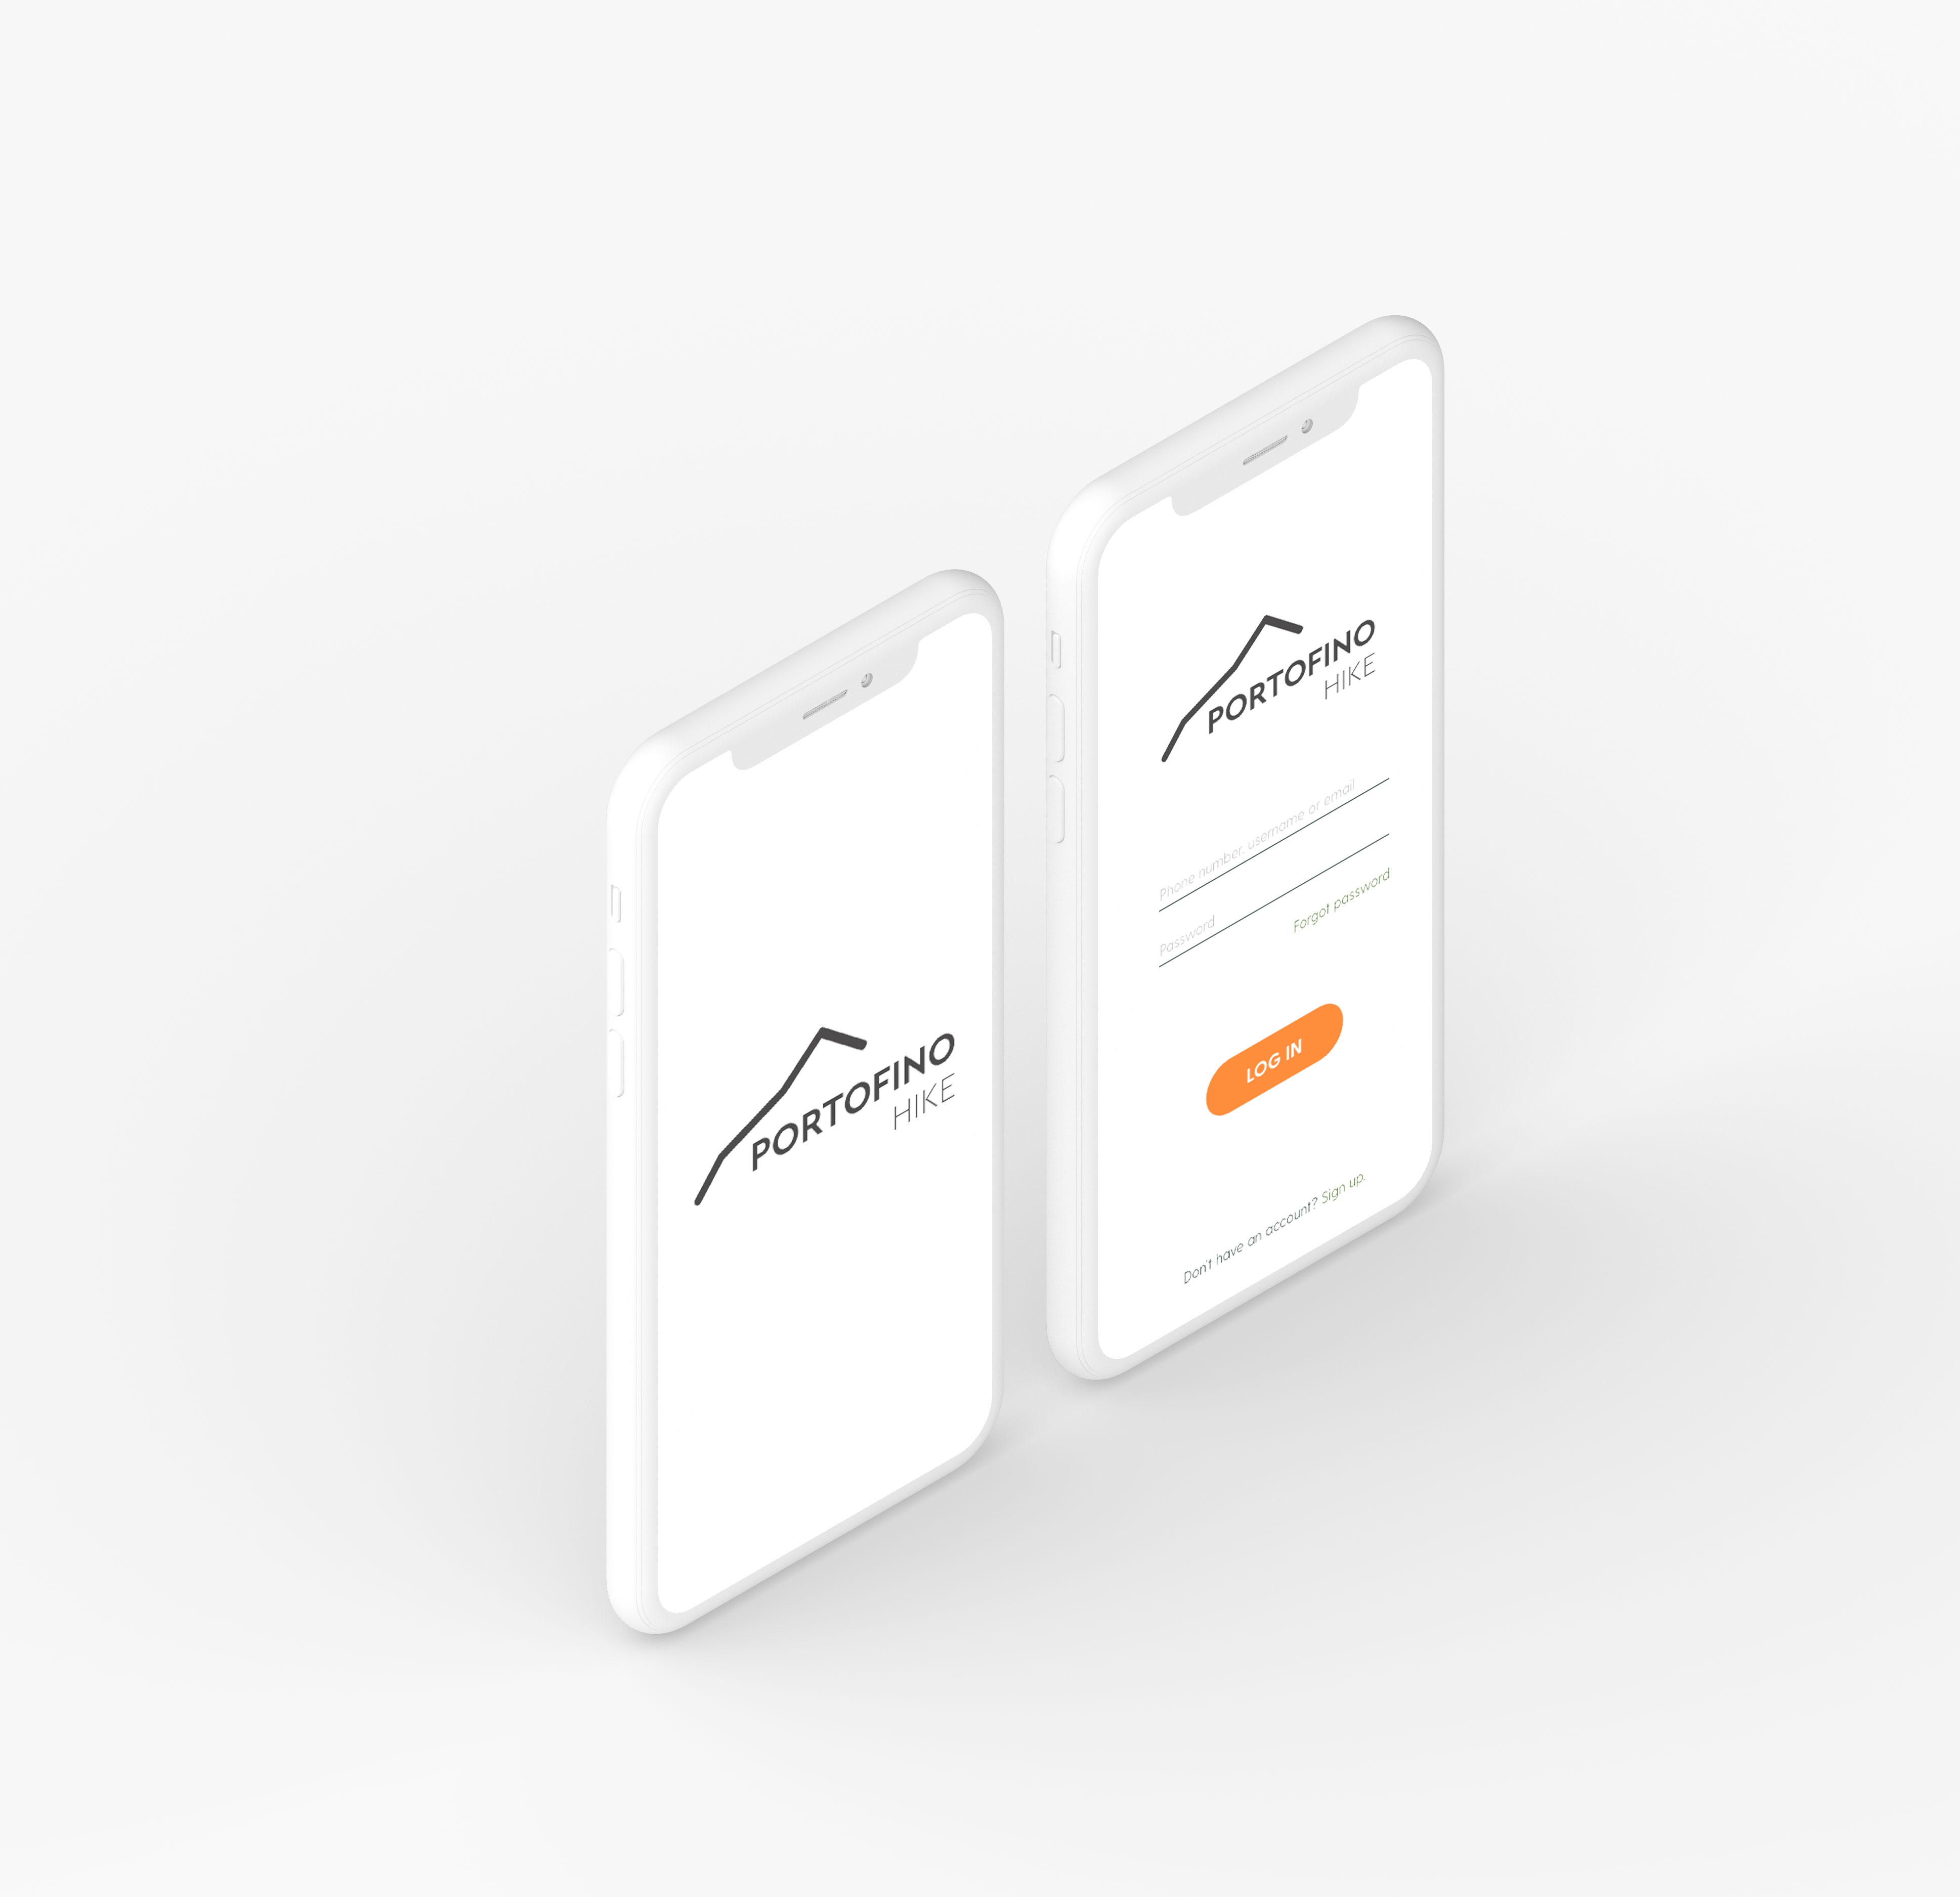 PORTOFINO
HIKE
PORTOFINO
HIKE
Phone number, username or email
Password
Forgot password
LOG IN
Don't have an account? Sign up.